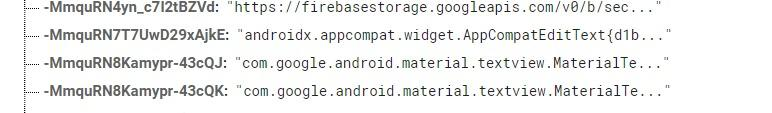 -MmquRN4yn_c7I2tBZVd: "https://firebasestorage.googleapis.com/v0/b/sec..."
-MmquRN7T7UwD29xAjkE: "androidx.appcompat.widget.AppCompatEditText{d1b..."
-MmquRN8Kamypr-43cQJ: "com.google.android.material.textview.MaterialTe..."
-MmquRN8Kamypr-43cQK: "com.google.android.material.textview.MaterialTe..."